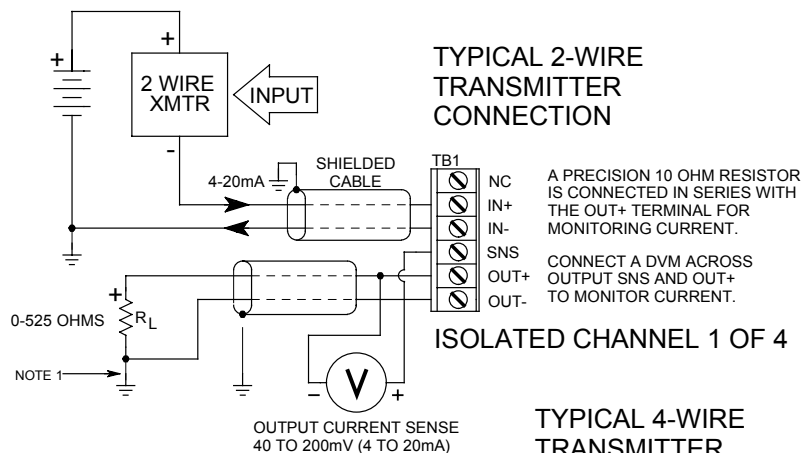 TYPICAL 2-WIRE
TRANSMITTER
CONNECTION
+
+
2 WIRE
XMTR
INPUT
-
4-20mA
SHIELDED
CABLE
TB1
NC
IN+
IN-
SNS
OUT+
OUT-
A PRECISION 10 OHM RESISTOR
IS CONNECTED IN SERIES WITH
THE OUT+ TERMINAL FOR
MONITORING CURRENT.
CONNECT A DVM ACROSS
OUTPUT SNS AND OUT+
TO MONITOR CURRENT.
+
0-525 OHMS
RL
NOTE 1
ISOLATED CHANNEL 1 OF 4
- V +
OUTPUT CURRENT SENSE
40 TO 200mV (4 TO 20mA)
TYPICAL 4-WIRE
TRANSMITTER